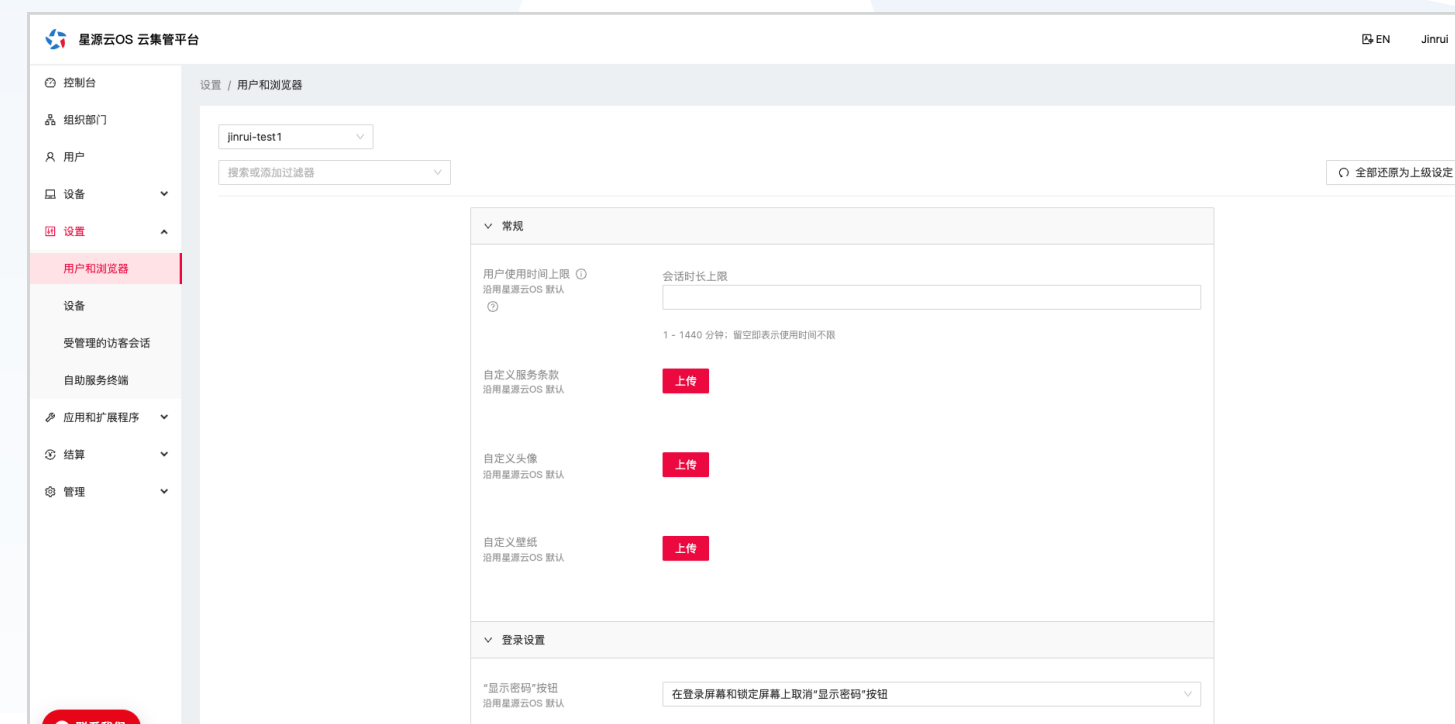 星源云OS 云集管平台
EN
Jinrui
控制台
组织部门
用户
设备
设置
用户和浏览器
设备
受管理的访客会话
自助服务终端
应用和扩展程序
结算
管理
联系我们
设置 / 用户和浏览器
jinrui-test1
搜索或添加过滤器
全部还原为上级设定
常规
用户使用时间上限
沿用星源云OS 默认
会话时长上限
1 - 1440 分钟；留空即表示使用时间不限
自定义服务条款
沿用星源云OS 默认
上传
自定义头像
沿用星源云OS 默认
上传
自定义壁纸
沿用星源云OS 默认
上传
登录设置
“显示密码”按钮
沿用星源云OS 默认
在登录屏幕和锁定屏幕上取消“显示密码”按钮